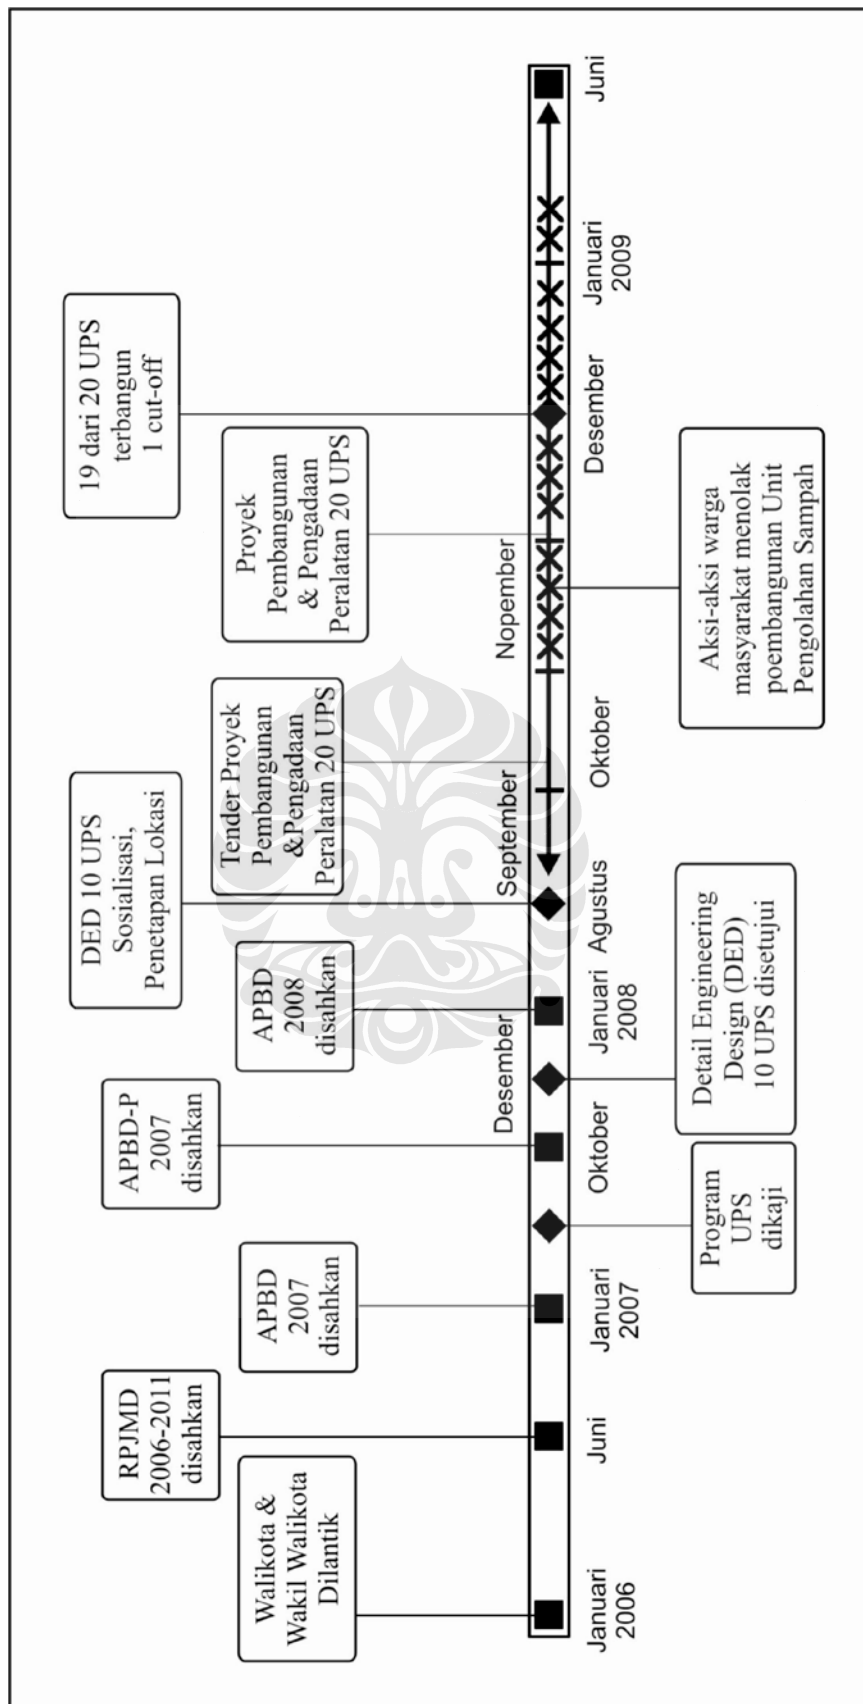 Walikota &
Wakil Walikota
Dilantik
RPJMD
2006-2011
disahkan
APBD
2007
disahkan
APBD-P
2007
disahkan
APBD
2008
disahkan
DED 10 UPS
Sosialisasi,
Penetapan Lokasi
Tender Proyek
Pembangunan
&Pengadaan
Peralatan 20 UPS
Proyek
Pembangunan
& Pengadaan
Peralatan 20 UPS
19 dari 20 UPS
terbangun
1 cut-off
Desember
September
Nopember
Januari
2006
Juni
Januari
2007
Oktober
Januari
2008
Agustus
Oktober
Desember
Januari
2009
Juni
Program
UPS
dikaji
Detail Engineering
Design (DED)
10 UPS disetujui
Aksi-aksi warga
masyarakat menolak
poembangunan Unit
Pengolahan Sampah